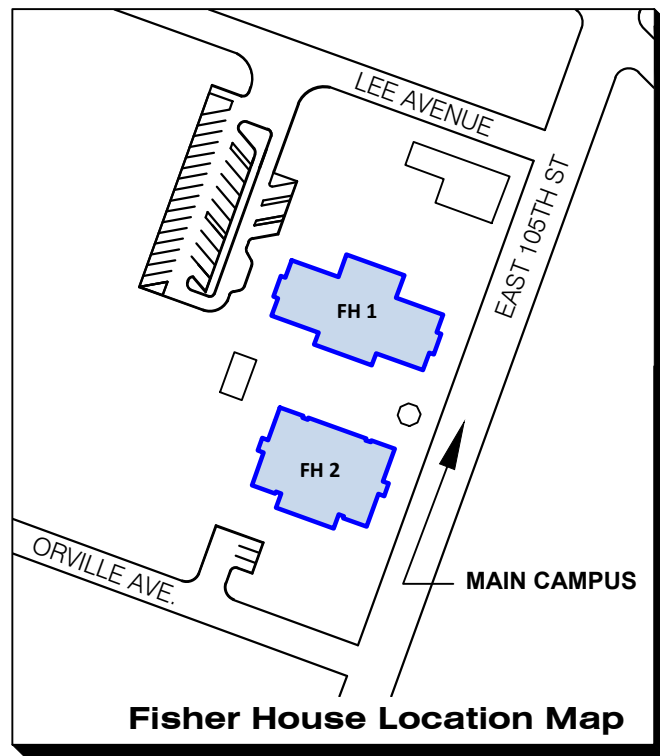 LEE AVENUE
EAST 105TH ST
FH 1
FH 2
ORVILLE AVE.
MAIN CAMPUS
Fisher House Location Map